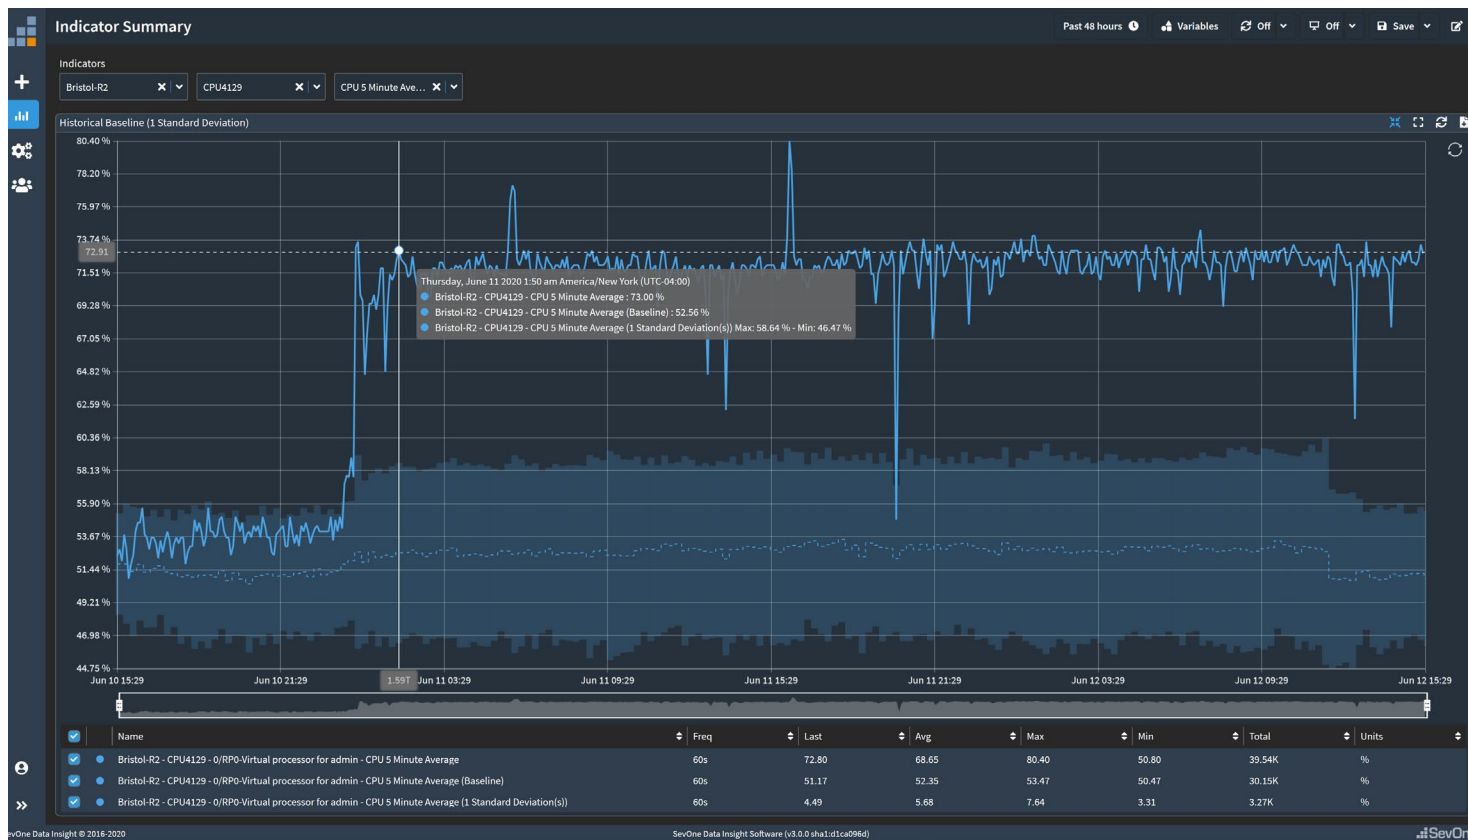 Indicator Summary
Past 48 hours
Variables
Off
Off
Save
Indicators
Bristol-R2
CPU4129
CPU 5 Minute Ave...
Historical Baseline (1 Standard Deviation)
80.40 %
78.20 %
75.97 %
73.74 %
72.91
71.51 %
69.28 %
67.05 %
64.82 %
62.59 %
60.36 %
58.13 %
55.90 %
53.67 %
51.44 %
49.21 %
46.98 %
44.75 %
Thursday, June 11 2020 1:50 am America/New York (UTC-04:00)
Bristol-R2 - CPU4129 - CPU 5 Minute Average : 73.00 %
Bristol-R2 - CPU4129 - CPU 5 Minute Average (Baseline) : 52.56 %
Bristol-R2 - CPU4129 - CPU 5 Minute Average (1 Standard Deviation(s)) Max: 58.64 % - Min: 46.47 %
Jun 10 15:29 Jun 10 21:29 1.59T Jun 11 03:29 Jun 11 09:29 Jun 11 15:29 Jun 11 21:29 Jun 12 03:29 Jun 12 09:29 Jun 12 15:29
Name Freq Last Avg Max Min Total Units
Bristol-R2 - CPU4129 - 0/RP0-Virtual processor for admin - CPU 5 Minute Average 60s 72.80 68.65 80.40 50.80 39.54K %
Bristol-R2 - CPU4129 - 0/RP0-Virtual processor for admin - CPU 5 Minute Average (Baseline) 60s 51.17 52.35 53.47 50.47 30.15K %
Bristol-R2 - CPU4129 - 0/RP0-Virtual processor for admin - CPU 5 Minute Average (1 Standard Deviation(s)) 60s 4.49 5.68 7.64 3.31 3.27K %
evOne Data Insight © 2016-2020 SevOne Data Insight Software (v3.0.0 sha1:d1ca096d) SevOn